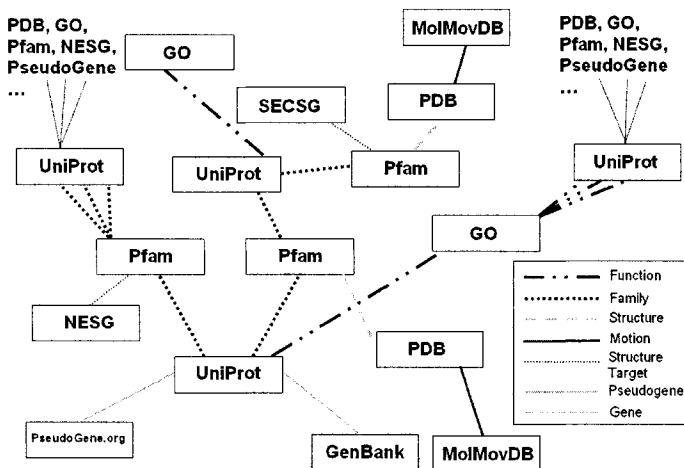 PDB, GO,
Pfam, NESG,
PseudoGene
...
GO
MolMovDB
PDB, GO,
Pfam, NESG,
PseudoGene
...
SECSG
PDB
UniProt
UniProt
Pfam
UniProt
GO
Pfam
Pfam
NESG
PDB
UniProt
PseudoGene.org
GenBank
MolMovDB
Function
Family
Structure
Motion
Structure
Target
Pseudogene
Gene